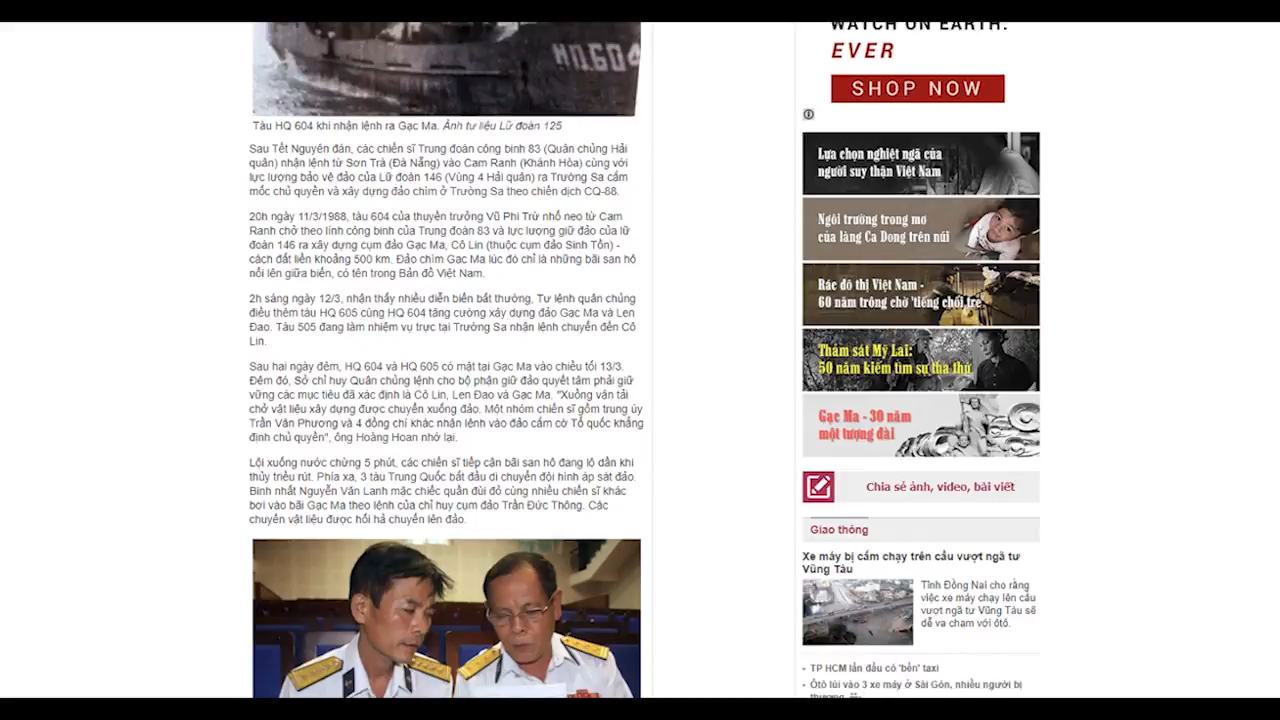 HQ 604
Tàu HQ 604 khi nhận lệnh ra Gạc Ma. Ảnh tư liệu Lữ đoàn 125
Sau Tết Nguyên đán, các chiến sĩ Trung đoàn công binh 83 (Quân chủng Hải
quân) nhận lệnh từ Sơn Trà (Đà Nẵng) vào Cam Ranh (Khánh Hòa) cùng với
lực lượng bảo vệ đảo của Lữ đoàn 146 (Vùng 4 Hải quân) ra Trường Sa cắm
mốc chủ quyền và xây dựng đảo chìm ở Trường Sa theo chiến dịch CQ-88.
20h ngày 11/3/1988, tàu 604 của thuyền trưởng Vũ Phi Trừ nhổ neo từ Cam
Ranh chở theo lính công binh của Trung đoàn 83 và lực lượng giữ đảo của lữ
đoàn 146 ra xây dựng cụm đảo Gạc Ma, Cô Lin (thuộc cụm đảo Sinh Tồn) -
cách đất liền khoảng 500 km. Đảo chìm Gạc Ma lúc đó chỉ là những bãi san hô
nổi lên giữa biển, có tên trong Bản đồ Việt Nam.
2h sáng ngày 12/3, nhận thấy nhiều diễn biến bất thường, Tư lệnh quân chủng
điều thêm tàu HQ 605 cùng HQ 604 tăng cường xây dựng đảo Gạc Ma và Len
Đao. Tàu 505 đang làm nhiệm vụ trực tại Trường Sa nhận lệnh chuyển đến Cô
Lin.
Sau hai ngày đêm, HQ 604 và HQ 605 có mặt tại Gạc Ma vào chiều tối 13/3.
Đêm đó, Sở chỉ huy Quân chủng lệnh cho bộ phận giữ đảo quyết tâm phải giữ
vững các mục tiêu đã xác định là Cô Lin, Len Đao và Gạc Ma. "Xuồng vận tải
chở vật liệu xây dựng được chuyển xuống đảo. Một nhóm chiến sĩ gồm trung úy
Trần Văn Phương và 4 đồng chí khác nhận lệnh vào đảo cắm cờ Tổ quốc khẳng
định chủ quyền", ông Hoàng Hoan nhớ lại.
Lội xuống nước chừng 5 phút, các chiến sĩ tiếp cận bãi san hô đang lộ dần khi
thủy triều rút. Phía xa, 3 tàu Trung Quốc bắt đầu di chuyển đội hình áp sát đảo.
Binh nhất Nguyễn Văn Lanh mặc chiếc quần đùi đỏ cùng nhiều chiến sĩ khác
bơi vào bãi Gạc Ma theo lệnh của chỉ huy cụm đảo Trần Đức Thông. Các
chuyến vật liệu được hối hả chuyển lên đảo.
WATCH ON EARTH.
EVER
SHOP NOW
Lựa chọn nghiệt ngã của
người suy thận Việt Nam
Ngôi trường trong mơ
của làng Ca Dong trên núi
Rác đô thị Việt Nam -
60 năm trông chờ 'tiếng chổi tre'
Thảm sát Mỹ Lai:
50 năm kiếm tìm sự tha thứ
Gạc Ma - 30 năm
một tượng đài
Chia sẻ ảnh, video, bài viết
Giao thông
Xe máy bị cấm chạy trên cầu vượt ngã tư
Vũng Tàu
Tỉnh Đồng Nai cho rằng
việc xe máy chạy lên cầu
vượt ngã tư Vũng Tàu sẽ
dễ va chạm với ôtô.
TP HCM lần đầu có 'bến' taxi
Ôtô lùi vào 3 xe máy ở Sài Gòn, nhiều người bị
thương